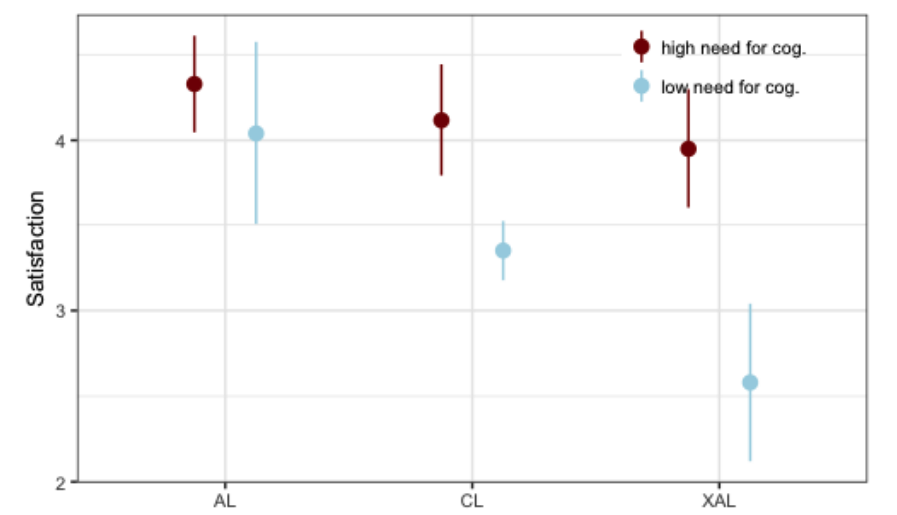 high need for cog.
low need for cog.
Satisfaction
4
3
2
AL
CL
XAL